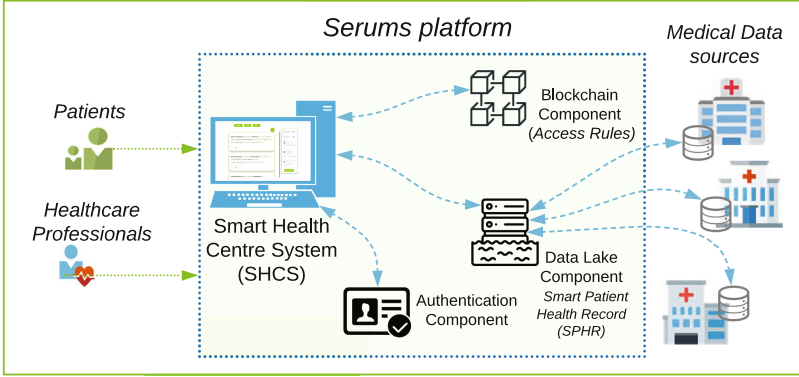 Serums platform
Medical Data
sources
Patients
Healthcare
Professionals
Smart Health
Centre System
(SHCS)
Blockchain
Component
(Access Rules)
Data Lake
Component
Smart Patient
Health Record
(SPHR)
Authentication
Component